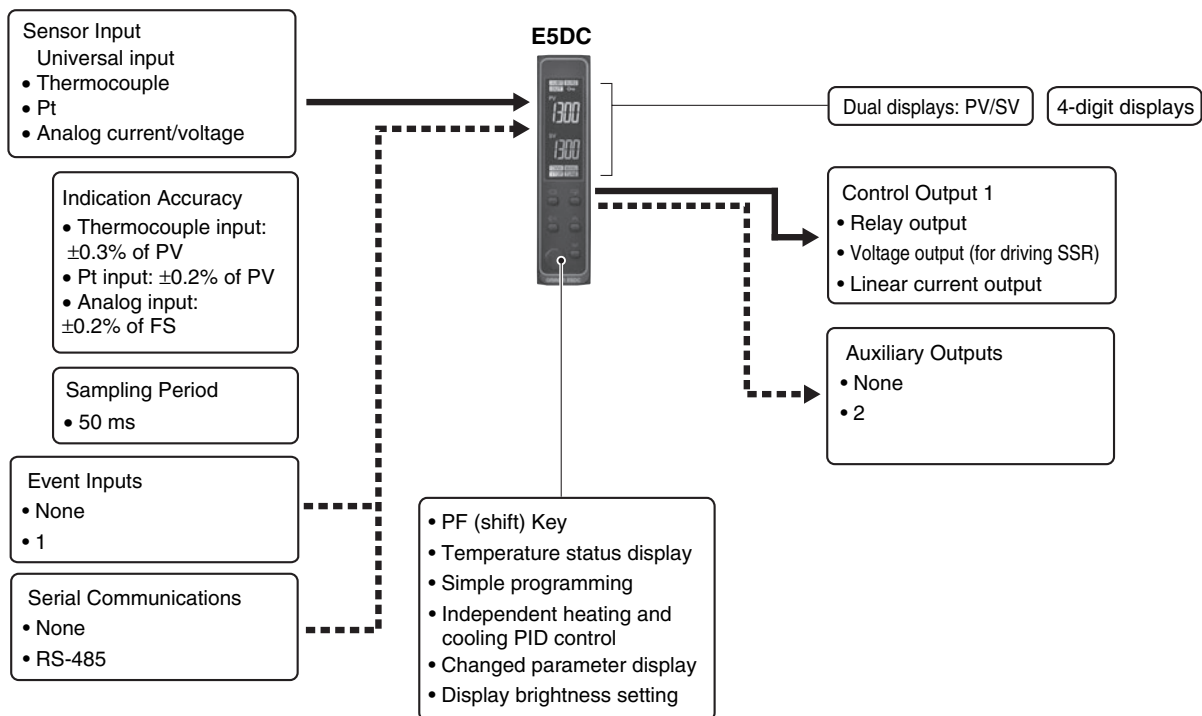 Sensor Input
Universal input
• Thermocouple
• Pt
• Analog current/voltage
Indication Accuracy
• Thermocouple input:
±0.3% of PV
• Pt input: ±0.2% of PV
• Analog input:
±0.2% of FS
Sampling Period
• 50 ms
Event Inputs
• None
• 1
Serial Communications
• None
• RS-485
E5DC
PV
1300
SV
1300
• PF (shift) Key
• Temperature status display
• Simple programming
• Independent heating and
cooling PID control
• Changed parameter display
• Display brightness setting
Dual displays: PV/SV
4-digit displays
Control Output 1
• Relay output
• Voltage output (for driving SSR)
• Linear current output
Auxiliary Outputs
• None
• 2